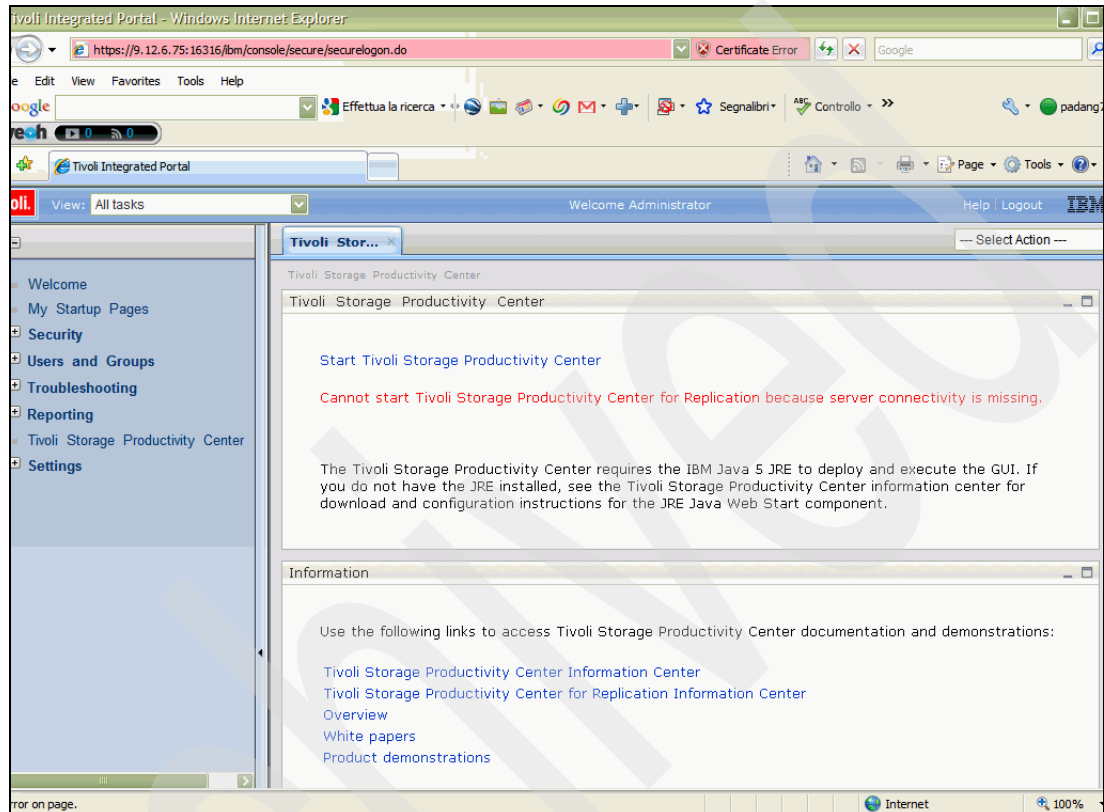 ivoli Integrated Portal - Windows Internet Explorer
https://9.12.6.75:16316/ibm/console/secure/securelogon.do Certificate Error Google
e Edit View Favorites Tools Help
oogle Effettua la ricerca Segnalibri Controllo » padang7
veoh 0 0
Tivoli Integrated Portal Page Tools
oli. View: All tasks Welcome Administrator Help Logout IBM
Tivoli Stor... --- Select Action ---
Tivoli Storage Productivity Center
Welcome
My Startup Pages
Security
Users and Groups
Troubleshooting
Reporting
Tivoli Storage Productivity Center
Settings
Tivoli Storage Productivity Center
Start Tivoli Storage Productivity Center
Cannot start Tivoli Storage Productivity Center for Replication because server connectivity is missing.
The Tivoli Storage Productivity Center requires the IBM Java 5 JRE to deploy and execute the GUI. If
you do not have the JRE installed, see the Tivoli Storage Productivity Center information center for
download and configuration instructions for the JRE Java Web Start component.
Information
Use the following links to access Tivoli Storage Productivity Center documentation and demonstrations:
Tivoli Storage Productivity Center Information Center
Tivoli Storage Productivity Center for Replication Information Center
Overview
White papers
Product demonstrations
rror on page. Internet 100%